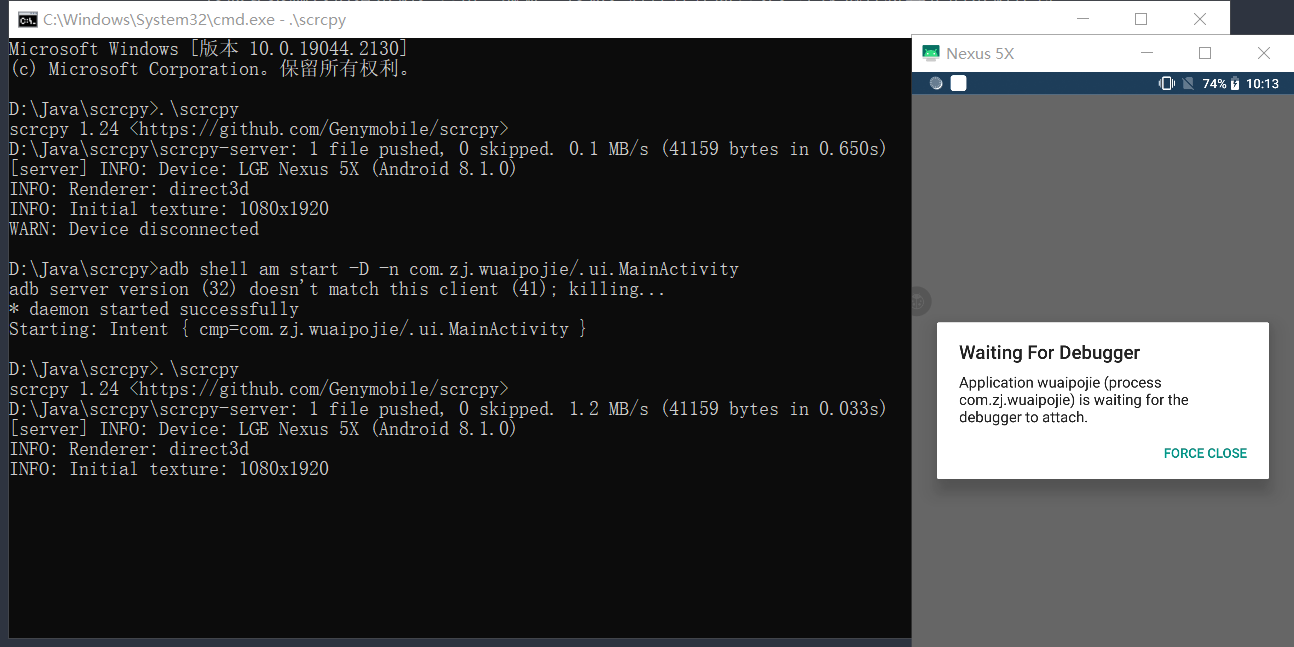 C:\Windows\System32\cmd.exe - .\scrcpy
Microsoft Windows [版本 10.0.19044.2130]
(c) Microsoft Corporation。保留所有权利。
D:\Java\scrcpy>.\scrcpy
scrcpy 1.24 <https://github.com/Genymobile/scrcpy>
D:\Java\scrcpy\scrcpy-server: 1 file pushed, 0 skipped. 0.1 MB/s (41159 bytes in 0.650s)
[server] INFO: Device: LGE Nexus 5X (Android 8.1.0)
INFO: Renderer: direct3d
INFO: Initial texture: 1080x1920
WARN: Device disconnected
D:\Java\scrcpy>adb shell am start -D -n com.zj.wuaipojie/.ui.MainActivity
adb server version (32) doesn't match this client (41); killing...
* daemon started successfully
Starting: Intent { cmp=com.zj.wuaipojie/.ui.MainActivity }
D:\Java\scrcpy>.\scrcpy
scrcpy 1.24 <https://github.com/Genymobile/scrcpy>
D:\Java\scrcpy\scrcpy-server: 1 file pushed, 0 skipped. 1.2 MB/s (41159 bytes in 0.033s)
[server] INFO: Device: LGE Nexus 5X (Android 8.1.0)
INFO: Renderer: direct3d
INFO: Initial texture: 1080x1920
Nexus 5X
74% 10:13
Waiting For Debugger
Application wuaipojie (process
com.zj.wuaipojie) is waiting for the
debugger to attach.
FORCE CLOSE